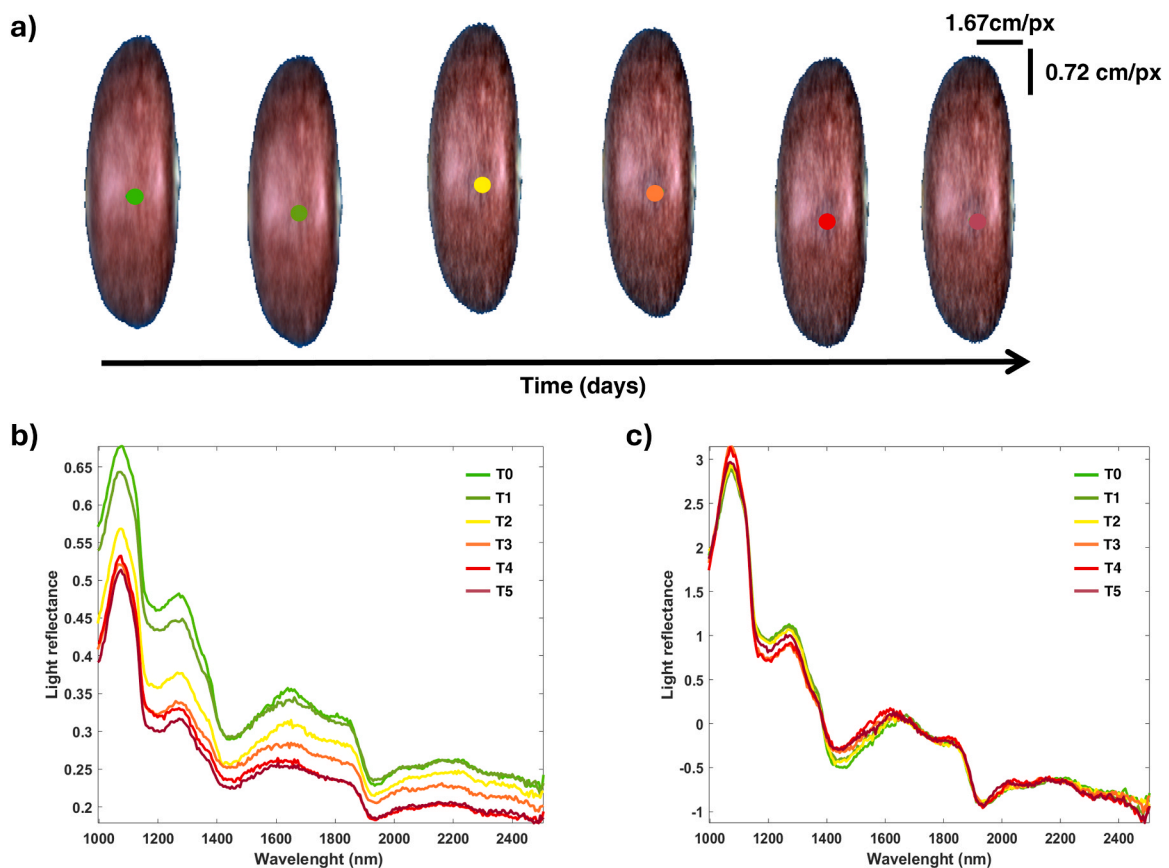 a)
1.67cm/px
0.72 cm/px
Time (days)
b)
c)
0.65
0.6
0.55
0.5
0.45
0.4
0.35
0.3
0.25
0.2
Light reflectance
1000 1200 1400 1600 1800 2000 2200 2400
Wavelenght (nm)
T0
T1
T2
T3
T4
T5
3
2.5
2
1.5
1
0.5
0
-0.5
-1
Light reflectance
1000 1200 1400 1600 1800 2000 2200 2400
Wavelenght (nm)
T0
T1
T2
T3
T4
T5